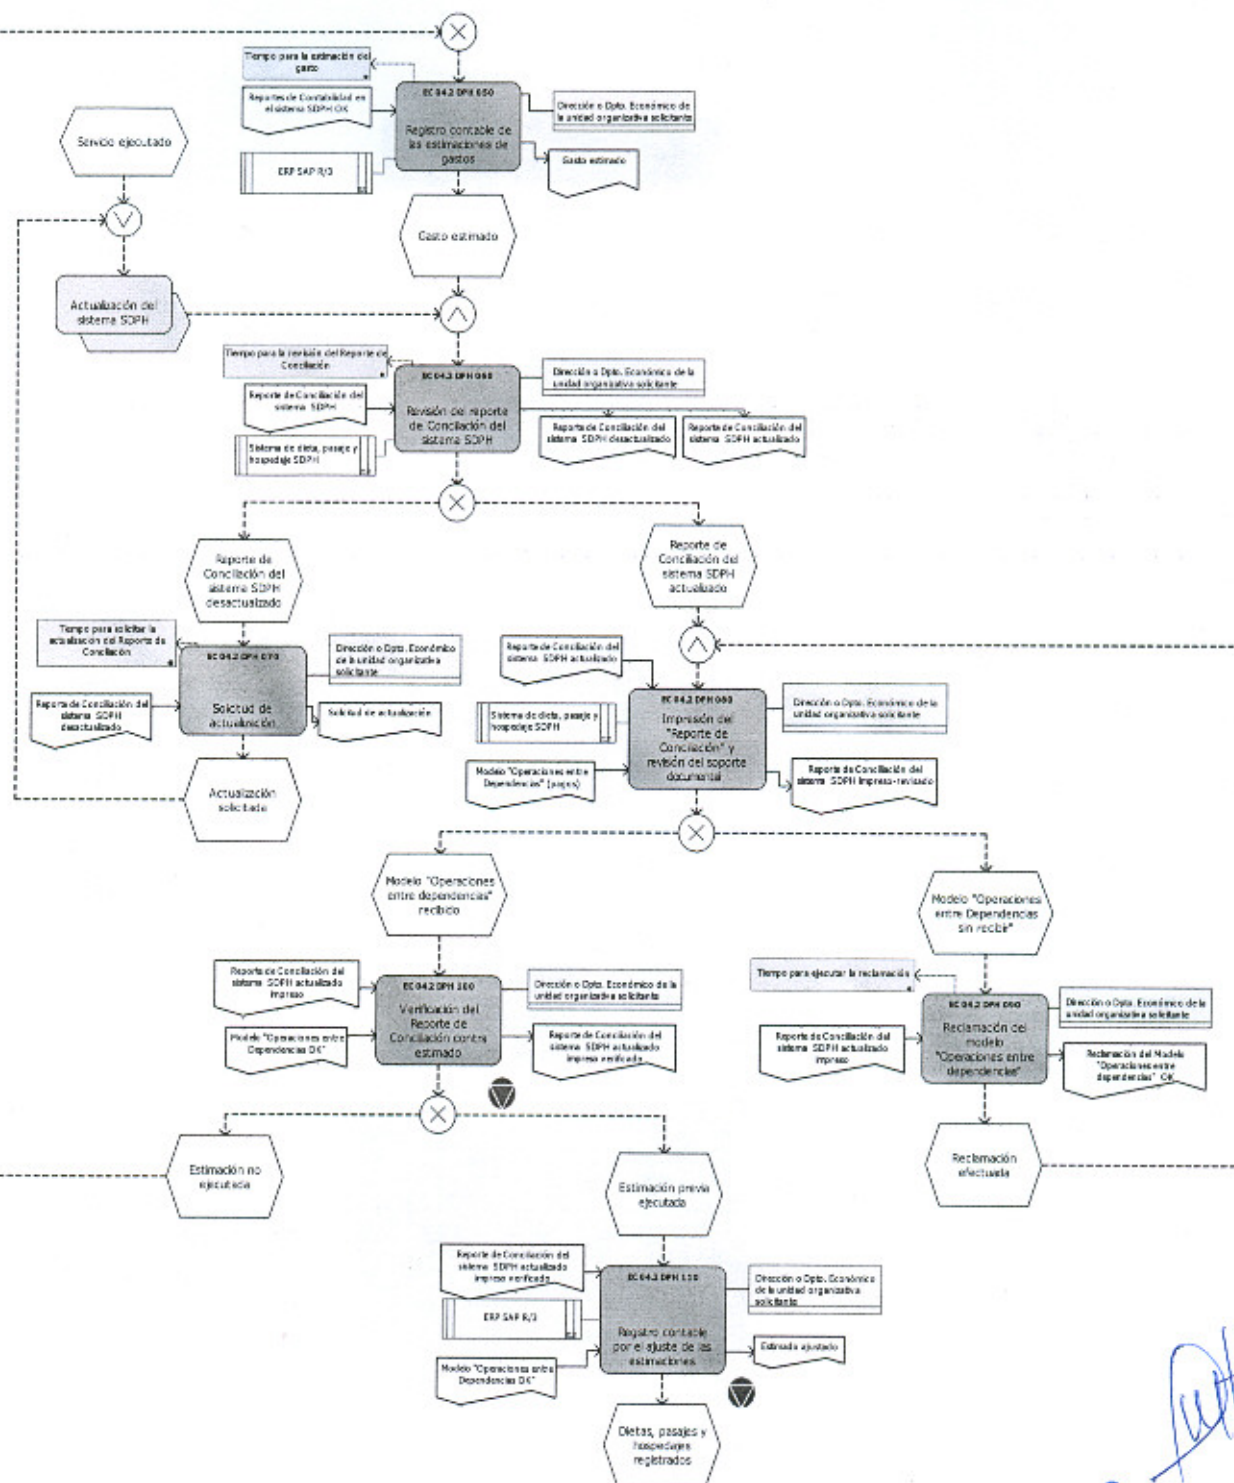 Tiempo para la estimación del
gasto
Reportes de Contabilidad en
el sistema SDPH OK
ERP SAP R/3
EC 04.2 DPH 050
Registro contable de
las estimaciones de
gastos
Dirección o Dpto. Económico de
la unidad organizativa solicitante
Gasto estimado
Servicio ejecutado
Gasto estimado
Actualización del
sistema SDPH
Tiempo para la revisión del Reporte de
Conciliación
Reporte de Conciliación del
sistema SDPH
Sistema de dieta, pasaje y
hospedaje SDPH
EC 04.2 DPH 060
Revisión del reporte
de Conciliación del
sistema SDPH
Dirección o Dpto. Económico de la
unidad organizativa solicitante
Reporte de Conciliación del
sistema SDPH desactualizado
Reporte de Conciliación del
sistema SDPH actualizado
Reporte de
Conciliación del
sistema SDPH
desactualizado
Reporte de
Conciliación del
sistema SDPH
actualizado
Tiempo para solicitar la
actualización del Reporte de
Conciliación
Reporte de Conciliación del
sistema SDPH
desactualizado
EC 04.2 DPH 070
Solicitud de
actualización
Dirección o Dpto. Económico
de la unidad organizativa
solicitante
Solicitud de actualización
Actualización
solicitada
Reporte de Conciliación del
sistema SDPH actualizado
Sistema de dieta, pasaje y
hospedaje SDPH
Modelo "Operaciones entre
Dependencias" (pagos)
EC 04.2 DPH 080
Impresión del
"Reporte de
Conciliación" y
revisión del soporte
documental
Dirección o Dpto. Económico de la
unidad organizativa solicitante
Reporte de Conciliación del
sistema SDPH impreso-revisado
Modelo "Operaciones
entre dependencias"
recibido
Modelo "Operaciones
entre Dependencias
sin recibir"
Reporte de Conciliación del
sistema SDPH actualizado
impreso
Modelo "Operaciones entre
Dependencias OK"
EC 04.2 DPH 100
Verificación del
Reporte de
Conciliación contra
estimado
Dirección o Dpto. Económico de la
unidad organizativa solicitante
Reporte de Conciliación del
sistema SDPH actualizado
impreso verificado
Tiempo para ejecutar la reclamación
Reporte de Conciliación del
sistema SDPH actualizado
impreso
EC 04.2 DPH 090
Reclamación del
modelo
"Operaciones entre
dependencias"
Dirección o Dpto. Económico de la
unidad organizativa solicitante
Reclamación del Modelo
"Operaciones entre
dependencias" OK
Estimación no
ejecutada
Estimación previa
ejecutada
Reclamación
efectuada
Reporte de Conciliación del
sistema SDPH actualizado
impreso verificado
ERP SAP R/3
Modelo "Operaciones entre
Dependencias OK"
EC 04.2 DPH 110
Registro contable
por el ajuste de las
estimaciones
Dirección o Dpto. Económico
de la unidad organizativa
solicitante
Estimado ajustado
Dietas, pasajes y
hospedajes
registrados